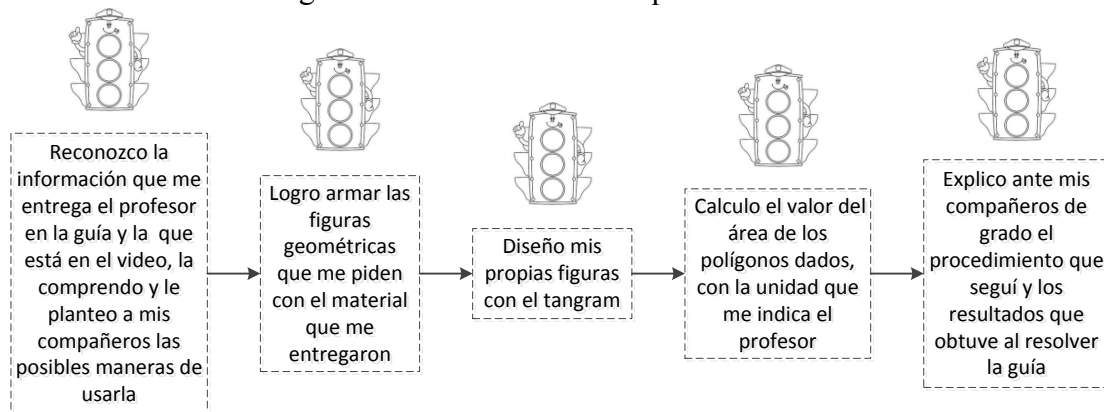 Reconozco la
información que me
entrega el profesor
en la guía y la que
está en el video, la
comprendo y le
planteo a mis
compañeros las
posibles maneras de
usarla
Logro armar las
figuras
geométricas
que me piden
con el material
que me
entregaron
Diseño mis
propias figuras
con el tangram
Calculo el valor del
área de los
polígonos dados,
con la unidad que
me indica el
profesor
Explico ante mis
compañeros de
grado el
procedimiento que
seguí y los
resultados que
obtuve al resolver
la guía